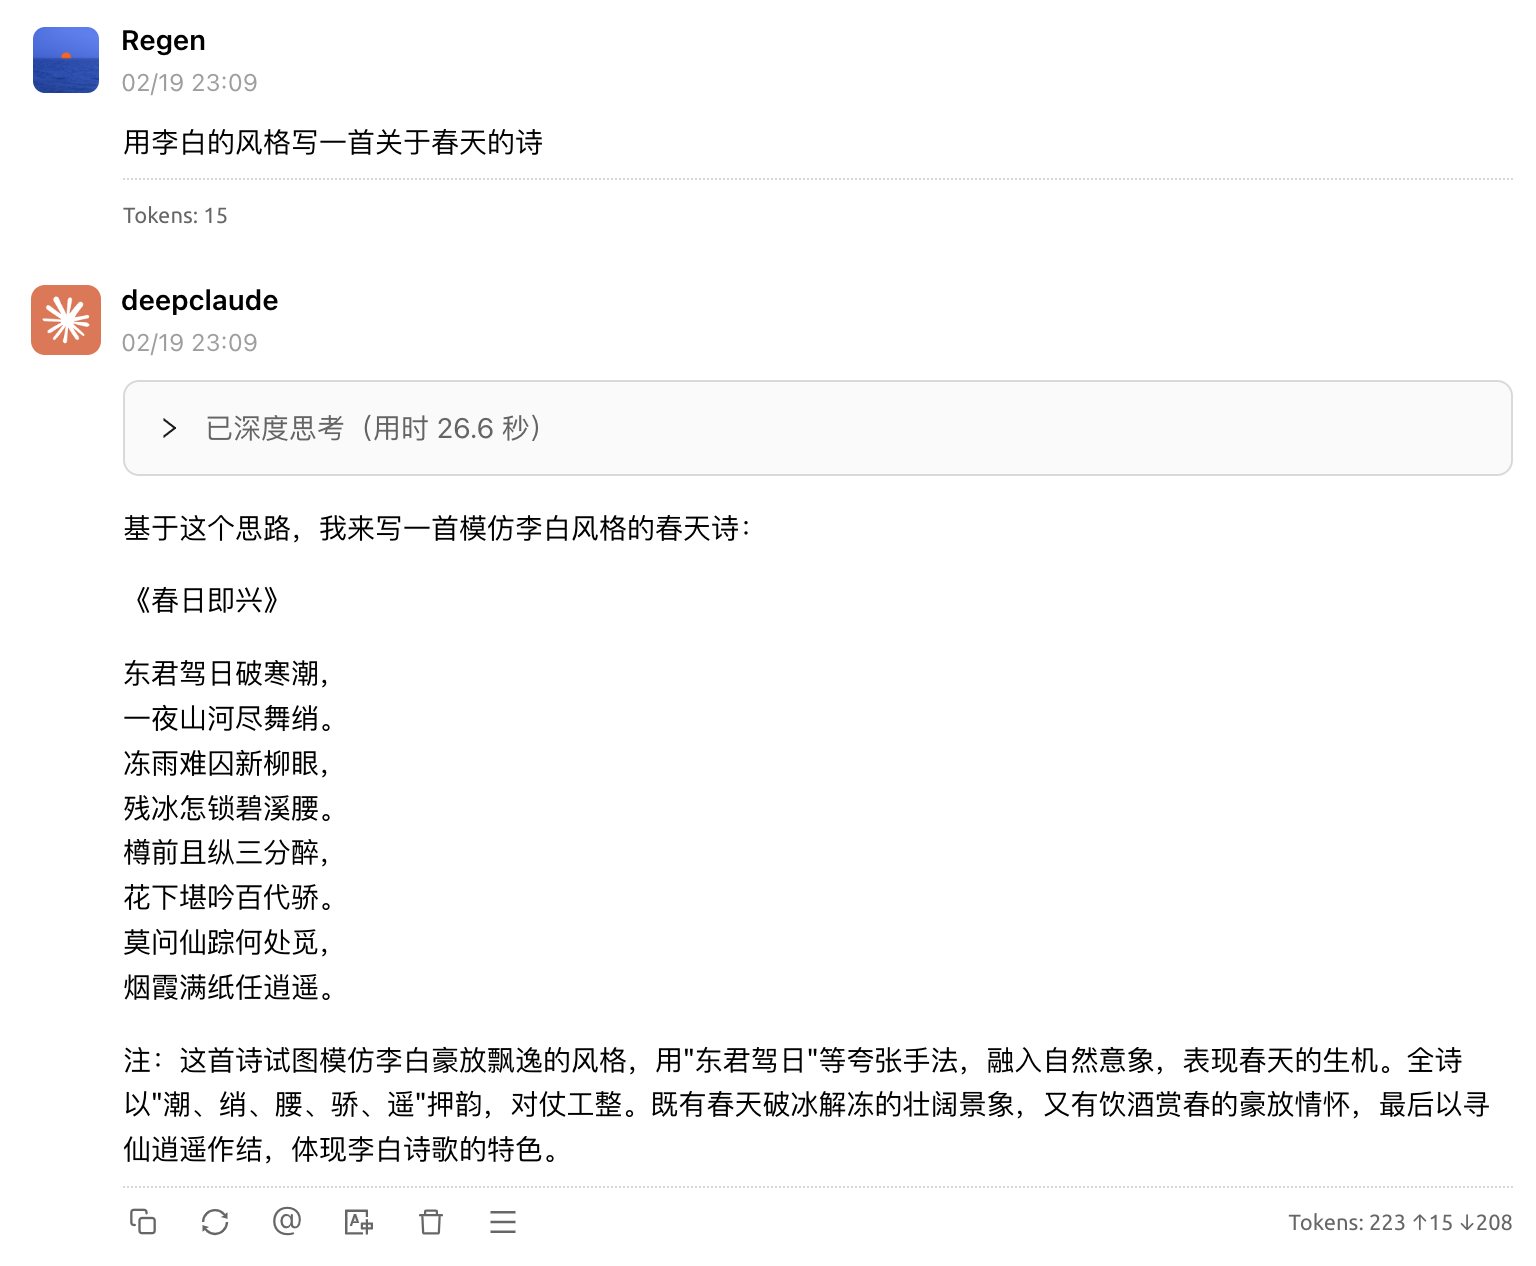 Regen
02/19 23:09
用李白的风格写一首关于春天的诗
Tokens: 15
deepclaude
02/19 23:09
已深度思考（用时 26.6 秒）
基于这个思路，我来写一首模仿李白风格的春天诗：
《春日即兴》
东君驾日破寒潮，
一夜山河尽舞绡。
冻雨难囚新柳眼，
残冰怎锁碧溪腰。
樽前且纵三分醉，
花下堪吟百代骄。
莫问仙踪何处觅，
烟霞满纸任逍遥。
注：这首诗试图模仿李白豪放飘逸的风格，用"东君驾日"等夸张手法，融入自然意象，表现春天的生机。全诗
以"潮、绡、腰、骄、遥"押韵，对仗工整。既有春天破冰解冻的壮阔景象，又有饮酒赏春的豪放情怀，最后以寻
仙逍遥作结，体现李白诗歌的特色。
Tokens: 223 ↑15 ↓208